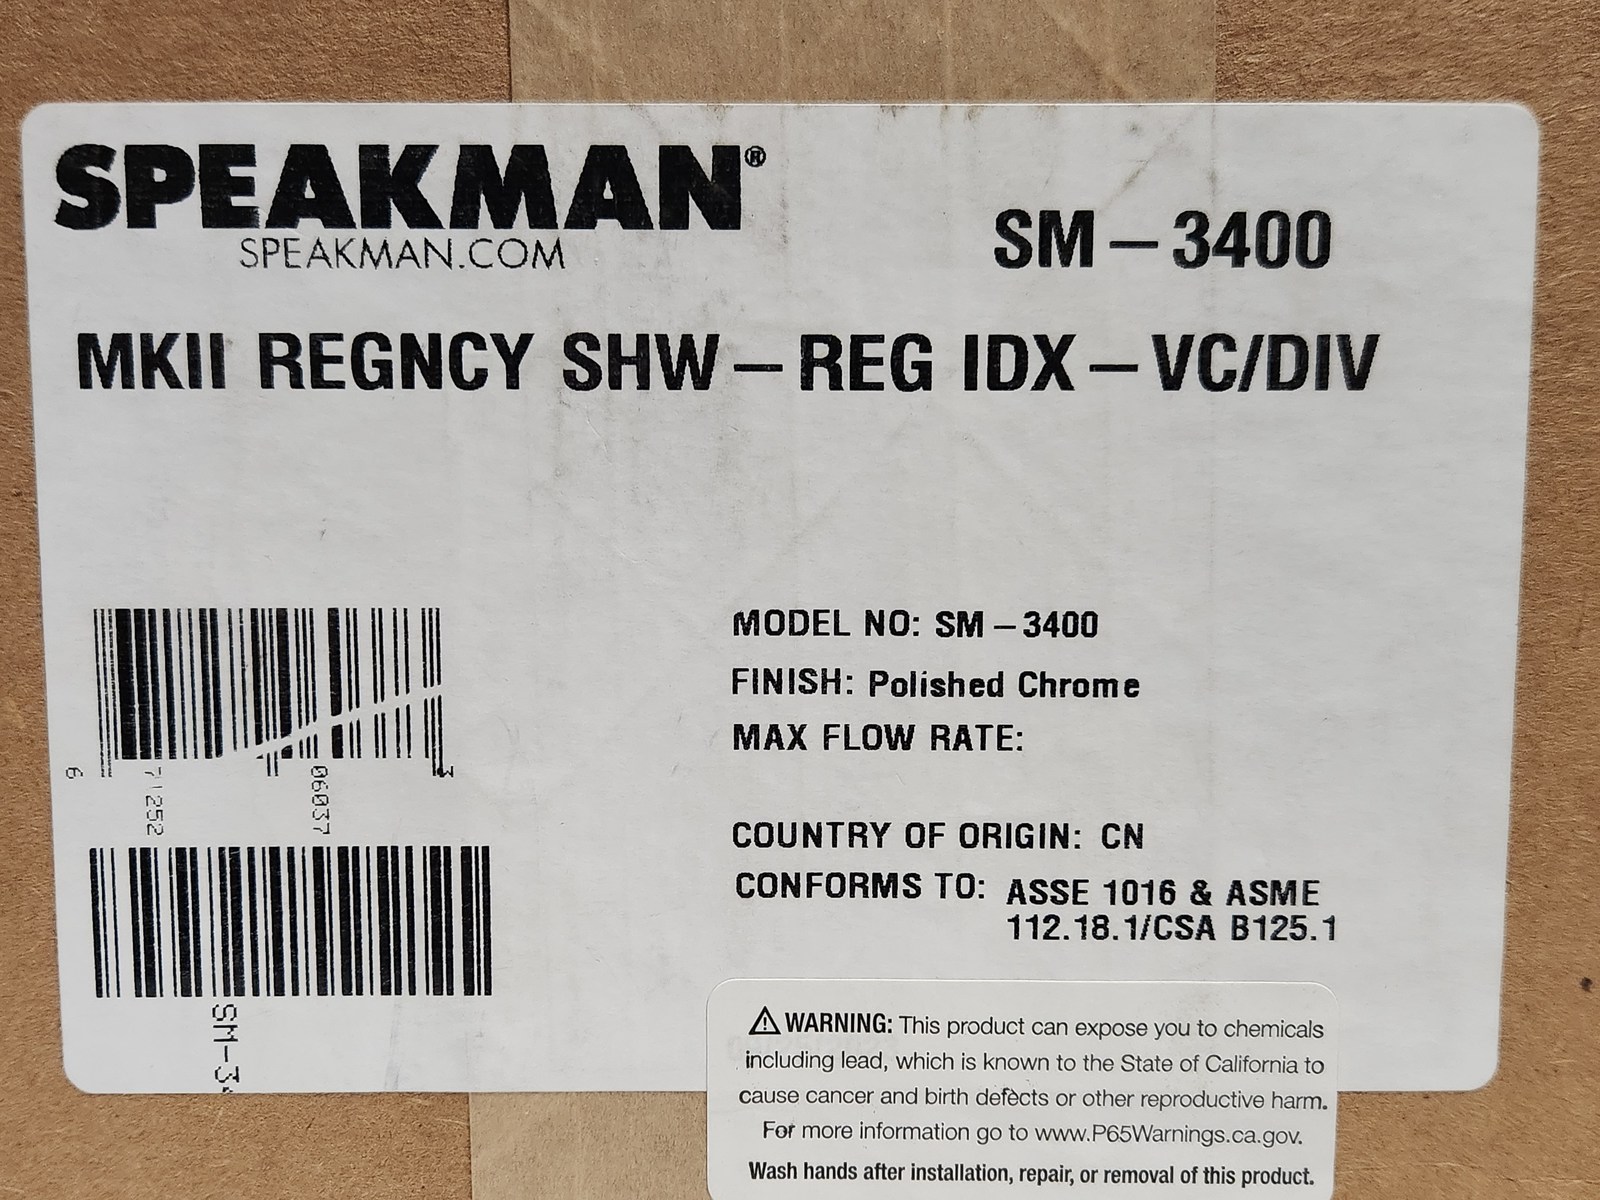 SPEAKMAN®
SPEAKMAN.COM
SM-3400
MKII REGNCY SHW-REG IDX-VC/DIV
MODEL NO: SM-3400
FINISH: Polished Chrome
MAX FLOW RATE:
COUNTRY OF ORIGIN: CN
CONFORMS TO: ASSE 1016 & ASME
112.18.1/CSA B125.1
6 71252 06037 3
SM-34
⚠ WARNING: This product can expose you to chemicals
including lead, which is known to the State of California to
cause cancer and birth defects or other reproductive harm.
For more information go to www.P65Warnings.ca.gov.
Wash hands after installation, repair, or removal of this product.